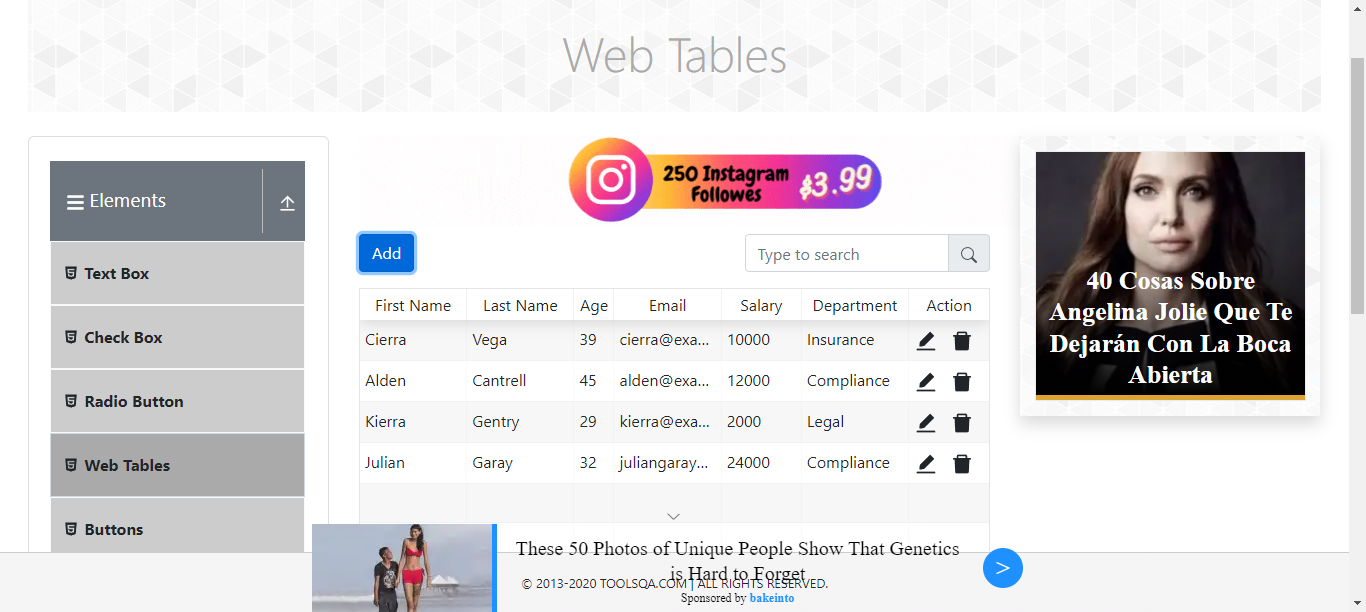 Web Tables
Elements
Text Box
Check Box
Radio Button
Web Tables
Buttons
250 Instagram
Followes
$3.99
Add
Type to search
First Name Last Name Age Email Salary Department Action
Cierra Vega 39 cierra@exa... 10000 Insurance
Alden Cantrell 45 alden@exa... 12000 Compliance
Kierra Gentry 29 kierra@exa... 2000 Legal
Julian Garay 32 juliangaray... 24000 Compliance
40 Cosas Sobre
Angelina Jolie Que Te
Dejarán Con La Boca
Abierta
These 50 Photos of Unique People Show That Genetics
is Hard to Forget
© 2013-2020 TOOLSQA.COM | ALL RIGHTS RESERVED.
Sponsored by bakeinto
>